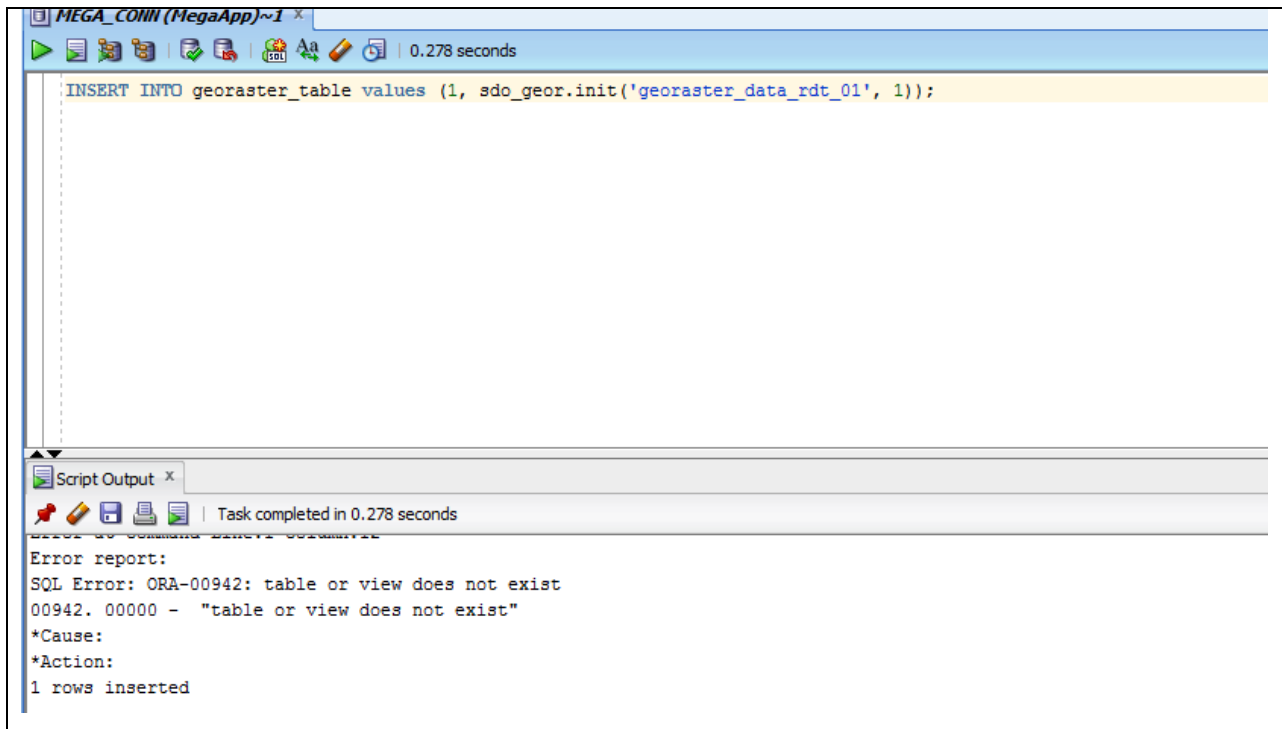 MEGA_CONN (MegaApp)~1
0.278 seconds
INSERT INTO georaster_table values (1, sdo_geor.init('georaster_data_rdt_01', 1));
Script Output
Task completed in 0.278 seconds
Error report:
SQL Error: ORA-00942: table or view does not exist
00942. 00000 -  "table or view does not exist"
*Cause:
*Action:
1 rows inserted